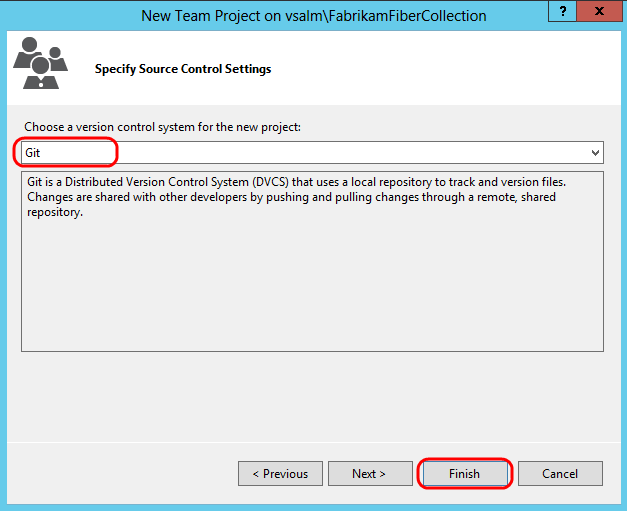 New Team Project on vsalm\FabrikamFiberCollection
?
x
Specify Source Control Settings
Choose a version control system for the new project:
Git
Git is a Distributed Version Control System (DVCS) that uses a local repository to track and version files.
Changes are shared with other developers by pushing and pulling changes through a remote, shared
repository.
< Previous
Next >
Finish
Cancel